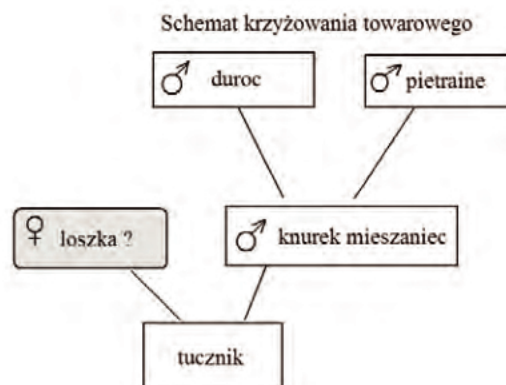 Schemat krzyżowania towarowego
♂ duroc
♂ pietraine
♀ loszka ?
♂ knurek mieszaniec
tucznik